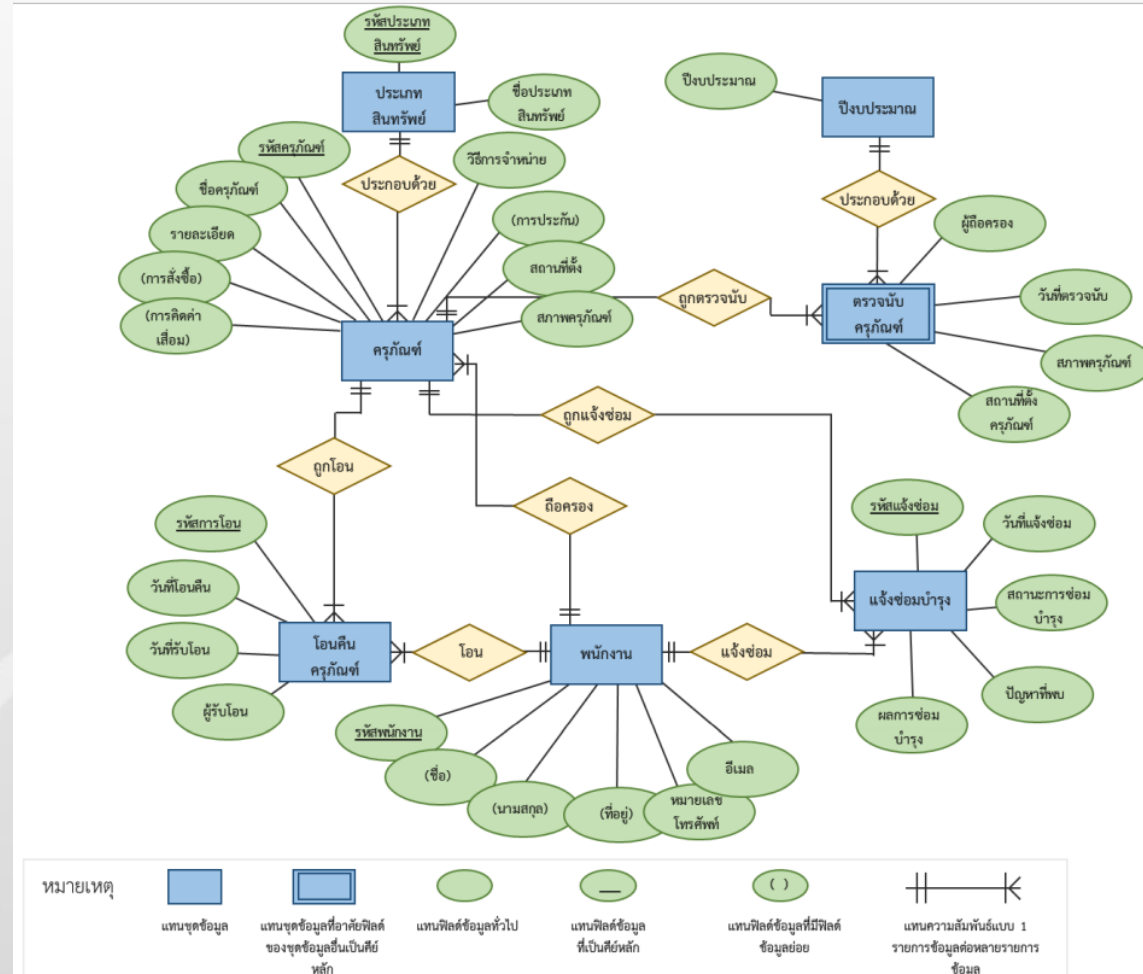 รหัสประเภท
สินทรัพย์
ประเภท
สินทรัพย์
ชื่อประเภท
สินทรัพย์
ปีงบประมาณ
ปีงบประมาณ
รหัสครุภัณฑ์
ประกอบด้วย
วิธีการจำหน่าย
ประกอบด้วย
ชื่อครุภัณฑ์
รายละเอียด
(การสั่งซื้อ)
(การคิดค่า
เสื่อม)
(การประกัน)
สถานที่ตั้ง
สภาพครุภัณฑ์
ครุภัณฑ์
ถูกตรวจนับ
ผู้ถือครอง
ตรวจนับ
ครุภัณฑ์
วันที่ตรวจนับ
สภาพครุภัณฑ์
สถานที่ตั้ง
ครุภัณฑ์
ถูกแจ้งซ่อม
ถูกโอน
ถือครอง
รหัสการโอน
วันที่โอนคืน
วันที่รับโอน
ผู้รับโอน
โอนคืน
ครุภัณฑ์
โอน
พนักงาน
แจ้งซ่อม
รหัสแจ้งซ่อม
วันที่แจ้งซ่อม
แจ้งซ่อมบำรุง
สถานะการซ่อม
บำรุง
ปัญหาที่พบ
ผลการซ่อม
บำรุง
รหัสพนักงาน
(ชื่อ)
(นามสกุล)
(ที่อยู่)
หมายเลข
โทรศัพท์
อีเมล
หมายเหตุ
แทนชุดข้อมูล
แทนชุดข้อมูลที่อาศัยฟิลด์
ของชุดข้อมูลอื่นเป็นคีย์
หลัก
แทนฟิลด์ข้อมูลทั่วไป
แทนฟิลด์ข้อมูล
ที่เป็นคีย์หลัก
( )
แทนฟิลด์ข้อมูลที่มีฟิลด์
ข้อมูลย่อย
แทนความสัมพันธ์แบบ 1
รายการข้อมูลต่อหลายรายการ
ข้อมูล